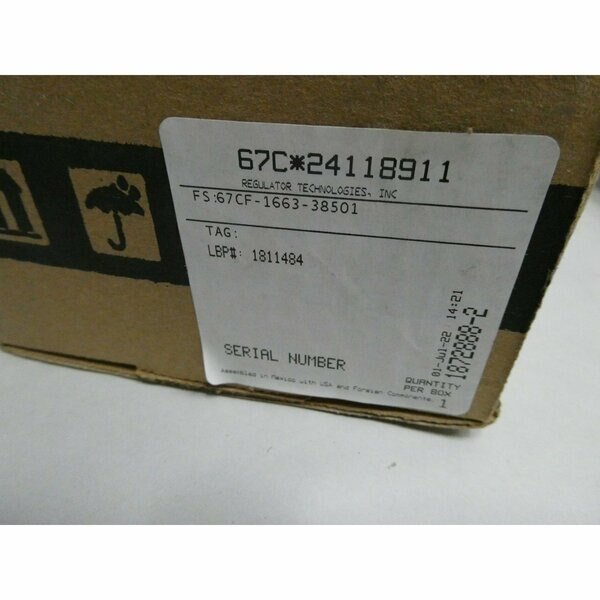 67C*24118911
REGULATOR TECHNOLOGIES, INC
FS:67CF-1663-38501
TAG:
LBP#: 1811484
SERIAL NUMBER
Assembled in Mexico with USA and Foreign Components.
01-Jul-22 14:21
1872888-2
QUANTITY
PER BOX
1